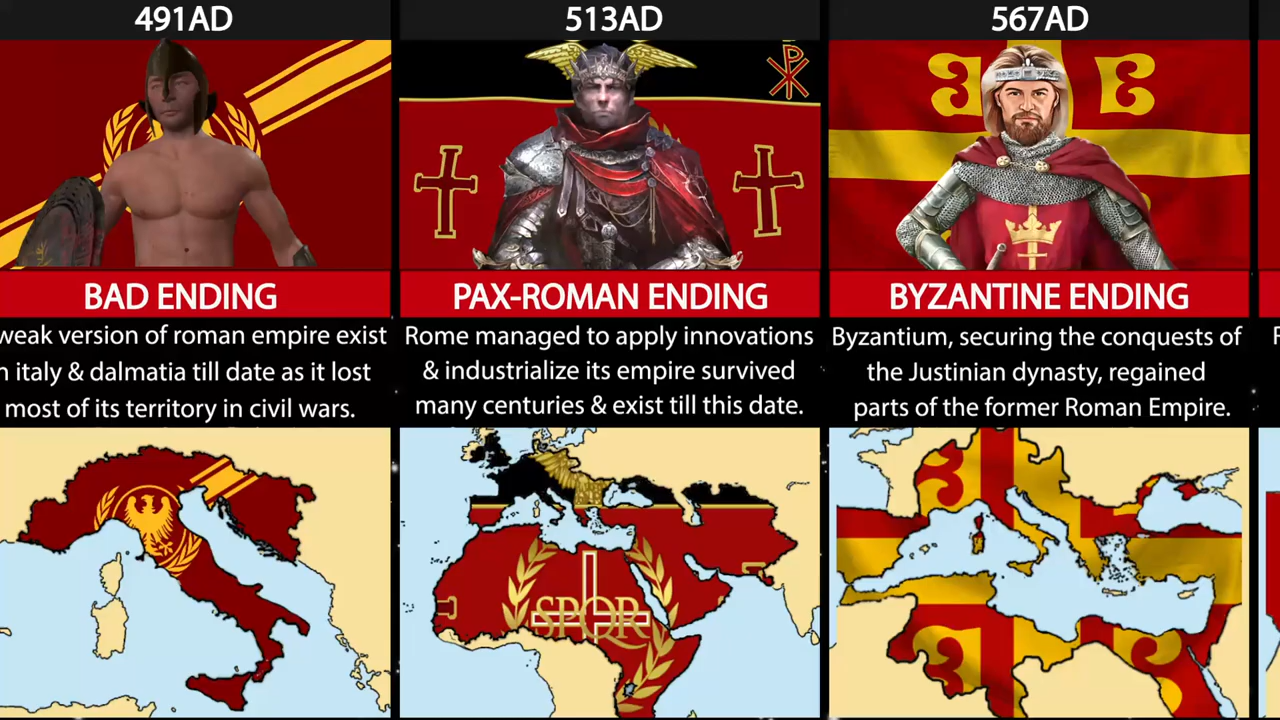 491AD
BAD ENDING
weak version of roman empire exist
italy & dalmatia till date as it lost
most of its territory in civil wars.
513AD
PAX-ROMAN ENDING
Rome managed to apply innovations
& industrialize its empire survived
many centuries & exist till this date.
SPQR
567AD
BYZANTINE ENDING
Byzantium, securing the conquests of
the Justinian dynasty, regained
parts of the former Roman Empire.